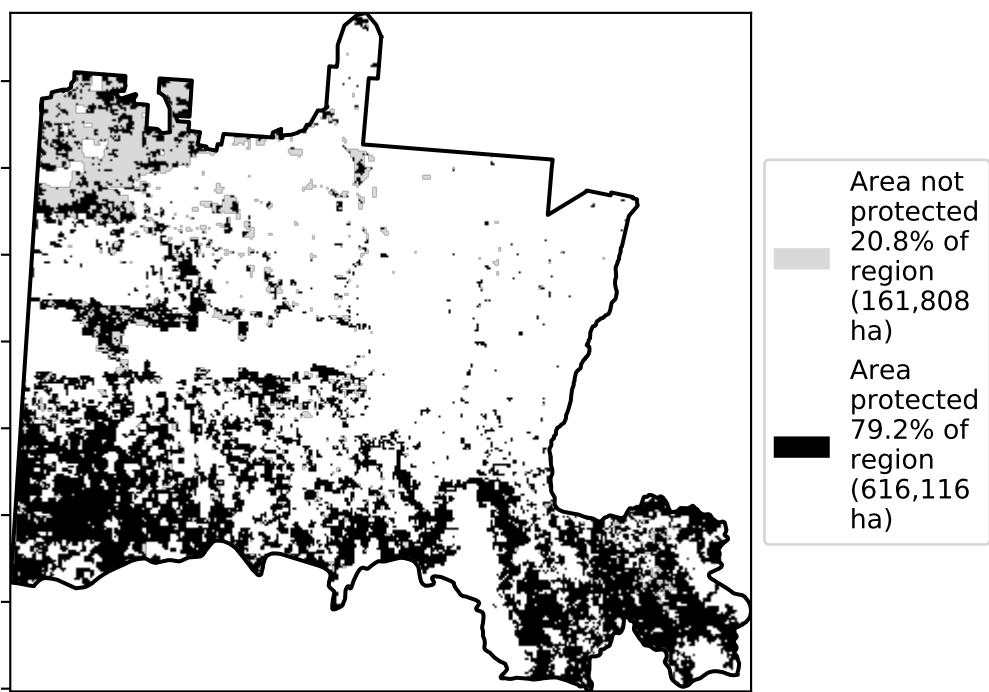 Area not
protected
20.8% of
region
(161,808
ha)
Area
protected
79.2% of
region
(616,116
ha)